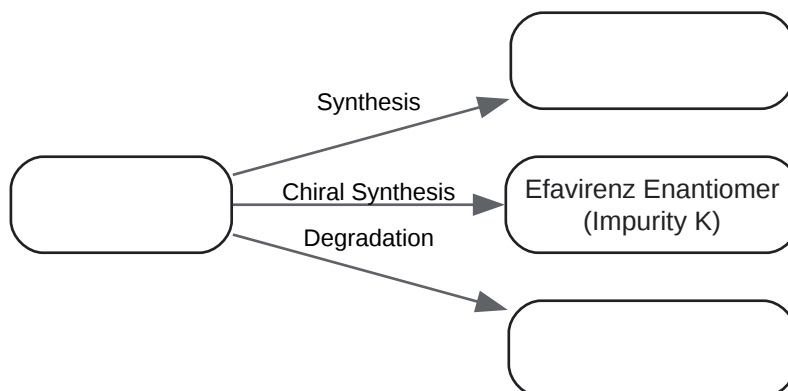 Synthesis
Chiral Synthesis
Efavirenz Enantiomer
(Impurity K)
Degradation